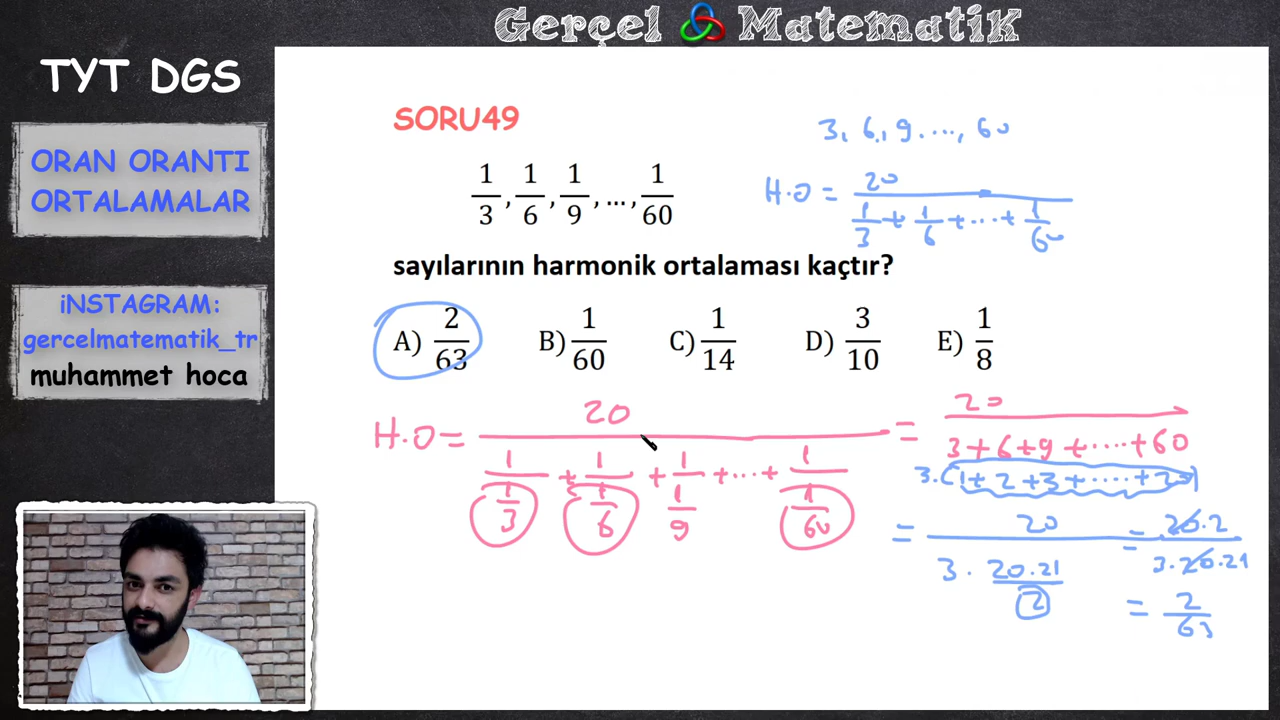 Gerçel Matematik
TYT DGS
ORAN ORANTI
ORTALAMALAR
iNSTAGRAM:
gercelmatematik_tr
muhammet hoca
SORU49
1/3, 1/6, 1/9, ..., 1/60
sayılarının harmonik ortalaması kaçtır?
A) 2/63 B) 1/60 C) 1/14 D) 3/10 E) 1/8
3, 6, 9 ...., 60
H.O = 20 / (1/3 + 1/6 + ... + 1/60)
H.O = 20 / (1/(1/3) + 1/(1/6) + 1/(1/9) + ... + 1/(1/60))
= 20 / (3+6+9+.....+60)
3.(1+2+3+.....+20)
= 20 / (3 . 20.21/2) = 20.2 / 3.20.21
= 2/63